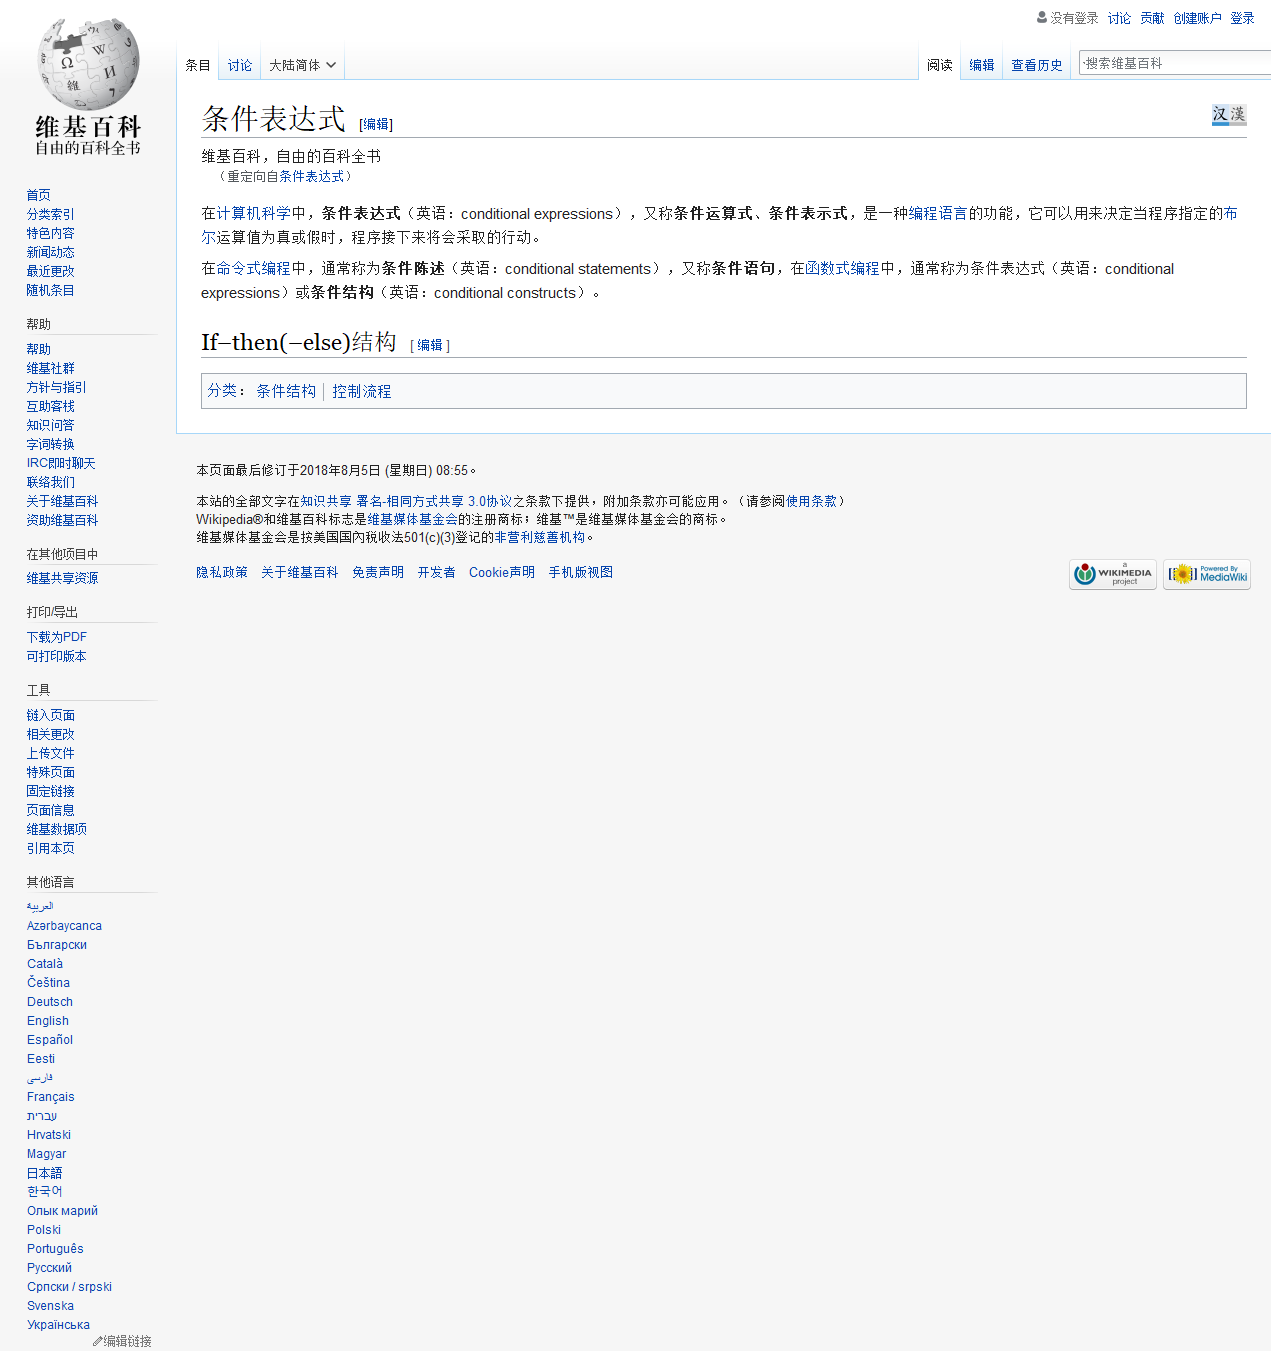 没有登录 讨论 贡献 创建账户 登录
条目 讨论 大陆简体 阅读 编辑 查看历史 搜索维基百科
维基百科
自由的百科全书
条件表达式 [编辑]
汉 漢
维基百科，自由的百科全书
（重定向自条件表达式）
在计算机科学中，条件表达式（英语：conditional expressions），又称条件运算式、条件表示式，是一种编程语言的功能，它可以用来决定当程序指定的布
尔运算值为真或假时，程序接下来将会采取的行动。
在命令式编程中，通常称为条件陈述（英语：conditional statements），又称条件语句，在函数式编程中，通常称为条件表达式（英语：conditional
expressions）或条件结构（英语：conditional constructs）。
If–then(–else)结构 [ 编辑 ]
分类： 条件结构 控制流程
本页面最后修订于2018年8月5日 (星期日) 08:55。
本站的全部文字在知识共享 署名-相同方式共享 3.0协议之条款下提供，附加条款亦可能应用。（请参阅使用条款）
Wikipedia®和维基百科标志是维基媒体基金会的注册商标；维基™是维基媒体基金会的商标。
维基媒体基金会是按美国国內稅收法501(c)(3)登记的非营利慈善机构。
隐私政策 关于维基百科 免责声明 开发者 Cookie声明 手机版视图
a WIKIMEDIA project
Powered By MediaWiki
首页
分类索引
特色内容
新闻动态
最近更改
随机条目
帮助
帮助
维基社群
方针与指引
互助客栈
知识问答
字词转换
IRC即时聊天
联络我们
关于维基百科
资助维基百科
在其他项目中
维基共享资源
打印/导出
下载为PDF
可打印版本
工具
链入页面
相关更改
上传文件
特殊页面
固定链接
页面信息
维基数据项
引用本页
其他语言
العربية
Azərbaycanca
Български
Català
Čeština
Deutsch
English
Español
Eesti
فارسی
Français
עברית
Hrvatski
Magyar
日本語
한국어
Олык марий
Polski
Português
Русский
Српски / srpski
Svenska
Українська
编辑链接